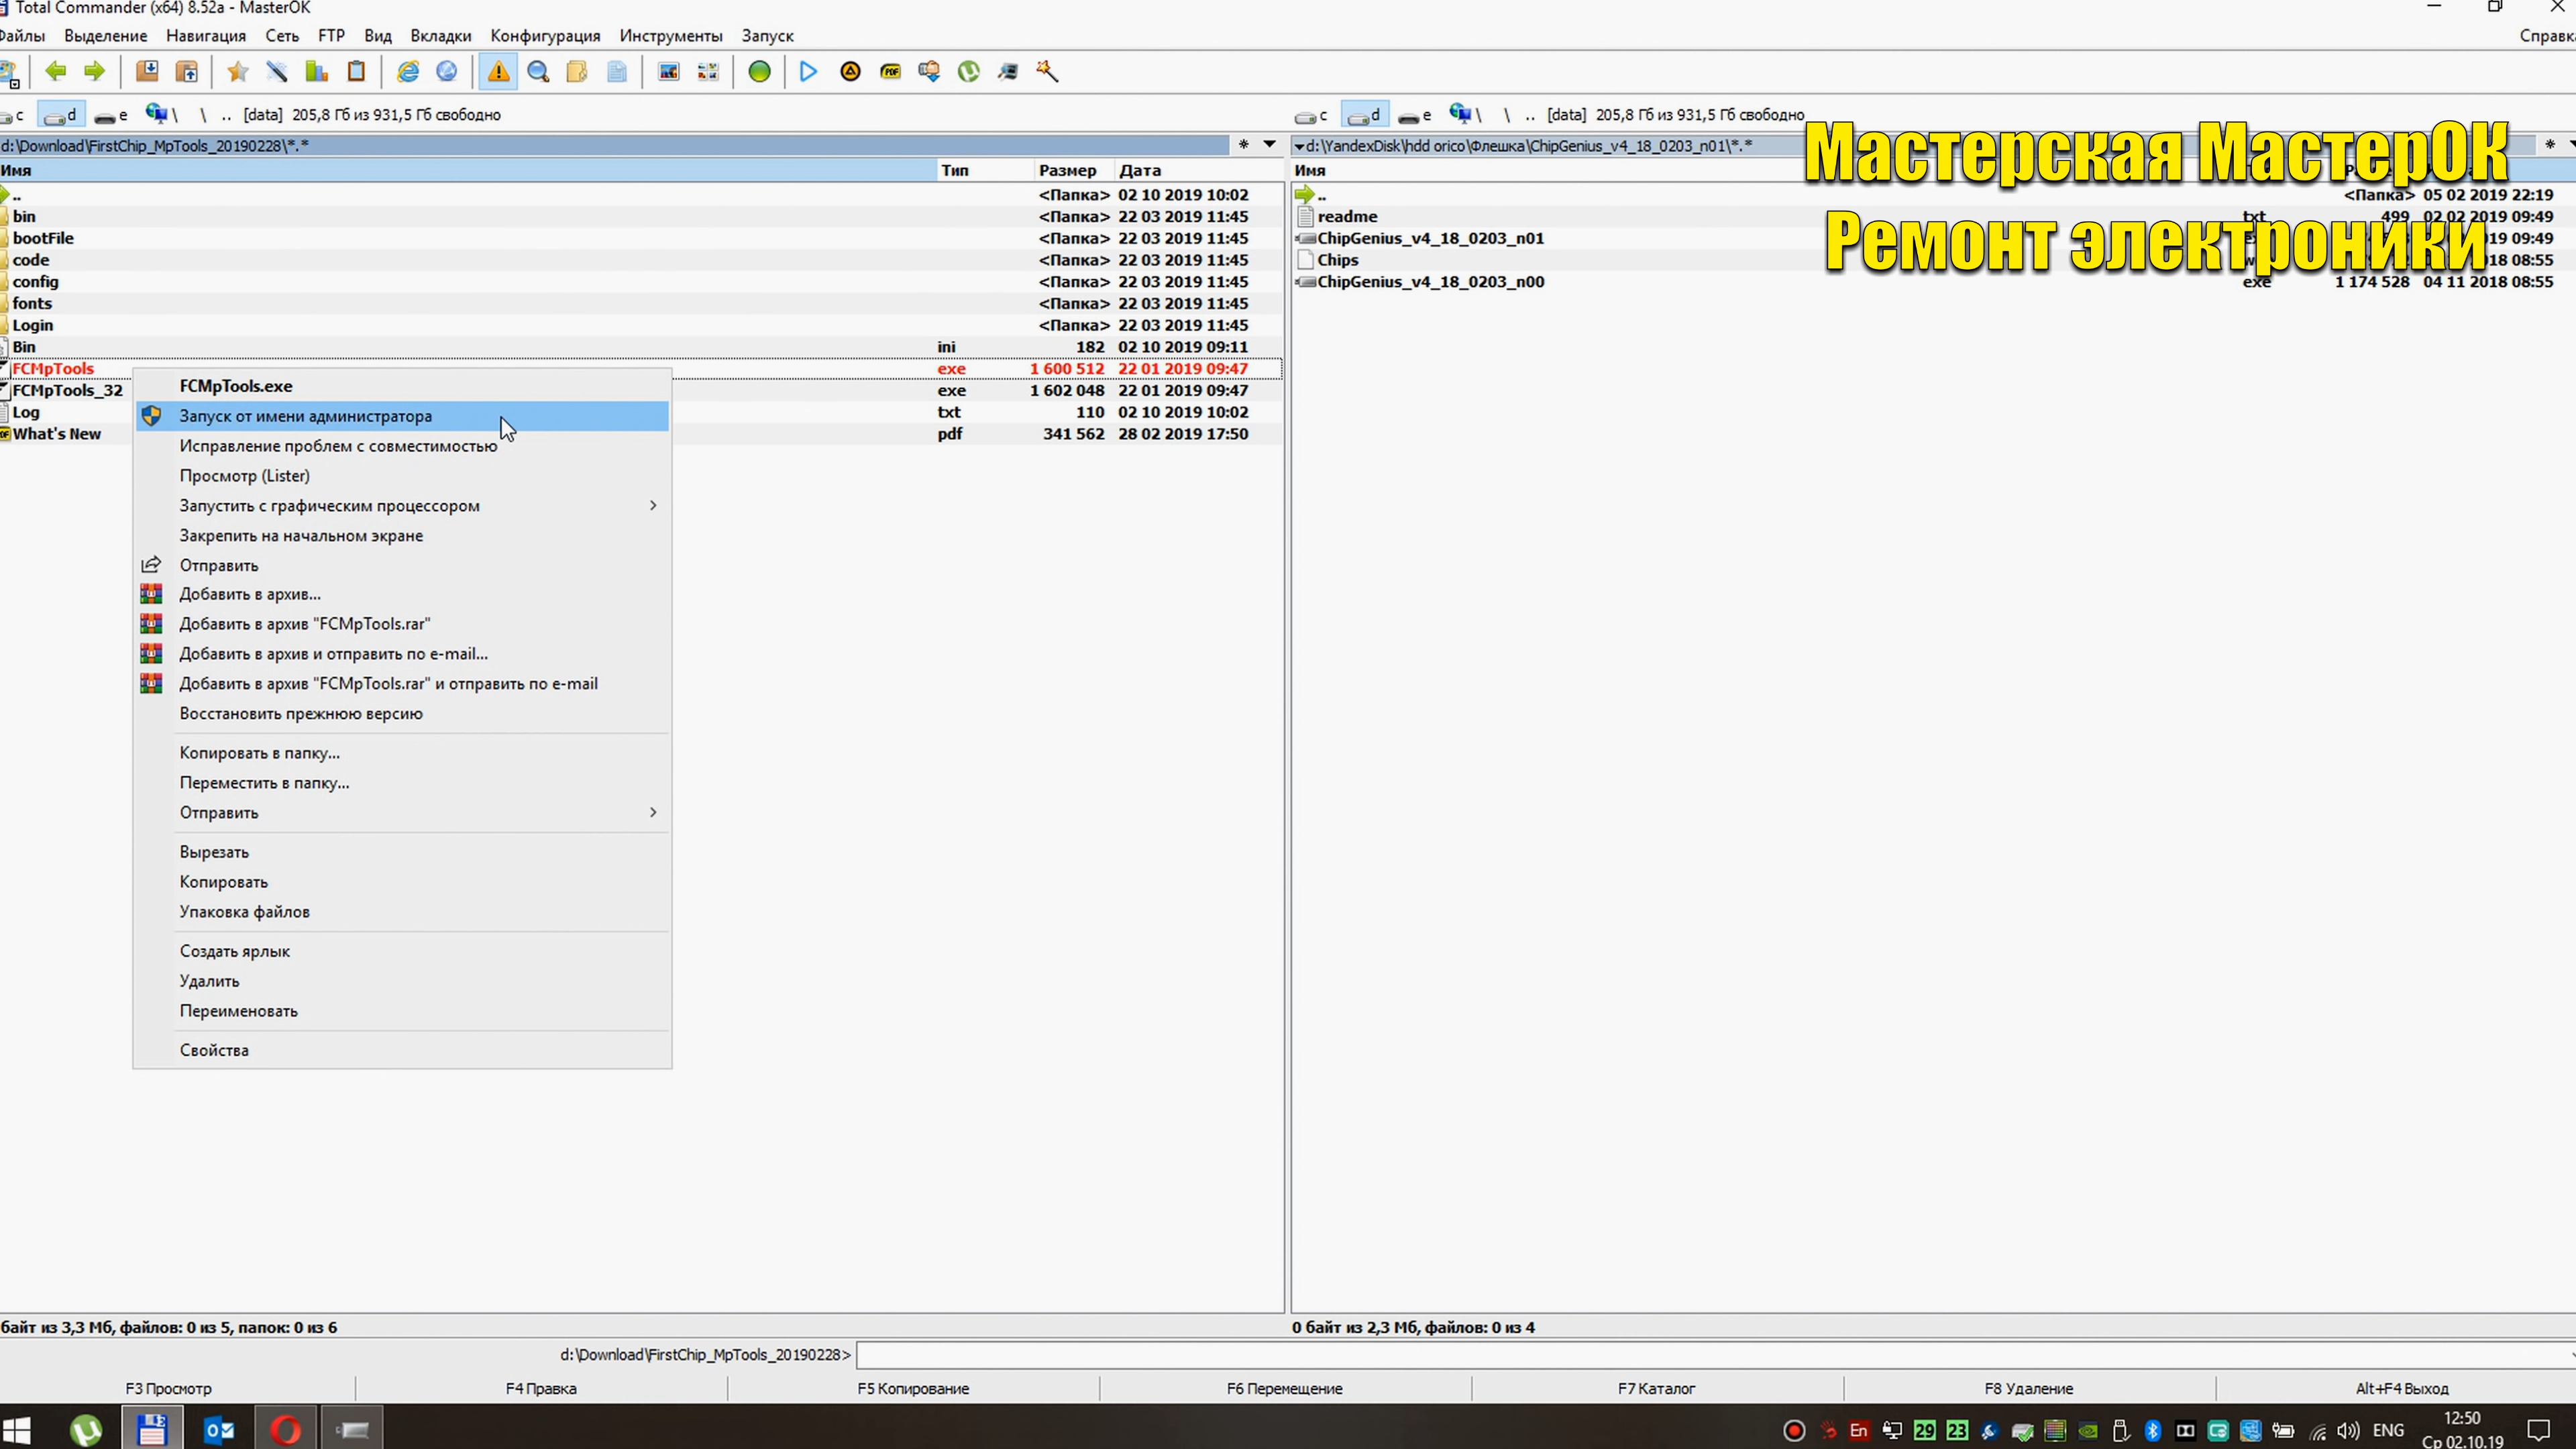 Total Commander (x64) 8.52a - MasterOK
Файлы Выделение Навигация Сеть FTP Вид Вкладки Конфигурация Инструменты Запуск Справка
c d e \ \ .. [data] 205,8 Гб из 931,5 Гб свободно
d:\Download\FirstChip_MpTools_20190228\*.* * 
Имя Тип Размер Дата
.. <Папка> 02 10 2019 10:02
bin <Папка> 22 03 2019 11:45
bootFile <Папка> 22 03 2019 11:45
code <Папка> 22 03 2019 11:45
config <Папка> 22 03 2019 11:45
fonts <Папка> 22 03 2019 11:45
Login <Папка> 22 03 2019 11:45
Bin ini 182 02 10 2019 09:11
FCMpTools exe 1 600 512 22 01 2019 09:47
FCMpTools_32 exe 1 602 048 22 01 2019 09:47
Log txt 110 02 10 2019 10:02
What's New pdf 341 562 28 02 2019 17:50
FCMpTools.exe
Запуск от имени администратора
Исправление проблем с совместимостью
Просмотр (Lister)
Запустить с графическим процессором
Закрепить на начальном экране
Отправить
Добавить в архив...
Добавить в архив "FCMpTools.rar"
Добавить в архив и отправить по e-mail...
Добавить в архив "FCMpTools.rar" и отправить по e-mail
Восстановить прежнюю версию
Копировать в папку...
Переместить в папку...
Отправить
Вырезать
Копировать
Упаковка файлов
Создать ярлык
Удалить
Переименовать
Свойства
c d e \ \ .. [data] 205,8 Гб из 931,5 Гб свободно
d:\YandexDisk\hdd orico\Флешка\ChipGenius_v4_18_0203_n01\*.* *
Мастерская МастерОК
Ремонт электроники
Имя
.. <Папка> 05 02 2019 22:19
readme txt 499 02 02 2019 09:49
ChipGenius_v4_18_0203_n01 09:49
Chips 2018 08:55
ChipGenius_v4_18_0203_n00 exe 1 174 528 04 11 2018 08:55
байт из 3,3 Мб, файлов: 0 из 5, папок: 0 из 6
0 байт из 2,3 Мб, файлов: 0 из 4
d:\Download\FirstChip_MpTools_20190228>
F3 Просмотр F4 Правка F5 Копирование F6 Перемещение F7 Каталог F8 Удаление Alt+F4 Выход
En 29 23 ENG 12:50
Ср 02.10.19